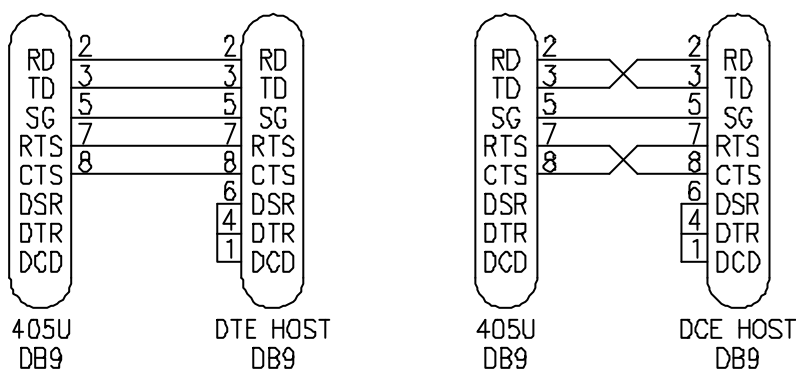 2 2 2 2
RD RD RD RD
3 3 3 3
TD TD TD TD
5 5 5 5
SG SG SG SG
7 7 7 7
RTS RTS RTS RTS
8 8 8 8
CTS CTS CTS CTS
6 6
DSR DSR DSR DSR
4 4
DTR DTR DTR DTR
1 1
DCD DCD DCD DCD
405U DTE HOST 405U DCE HOST
DB9 DB9 DB9 DB9